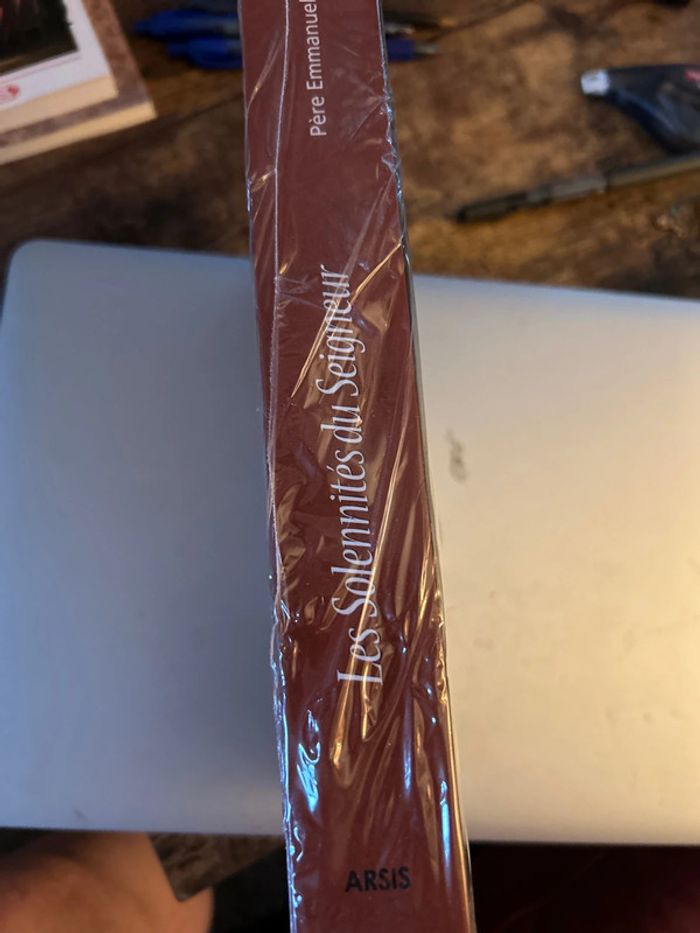 Père Emmanuel
Les Solennités du Seigneur
ARSIS